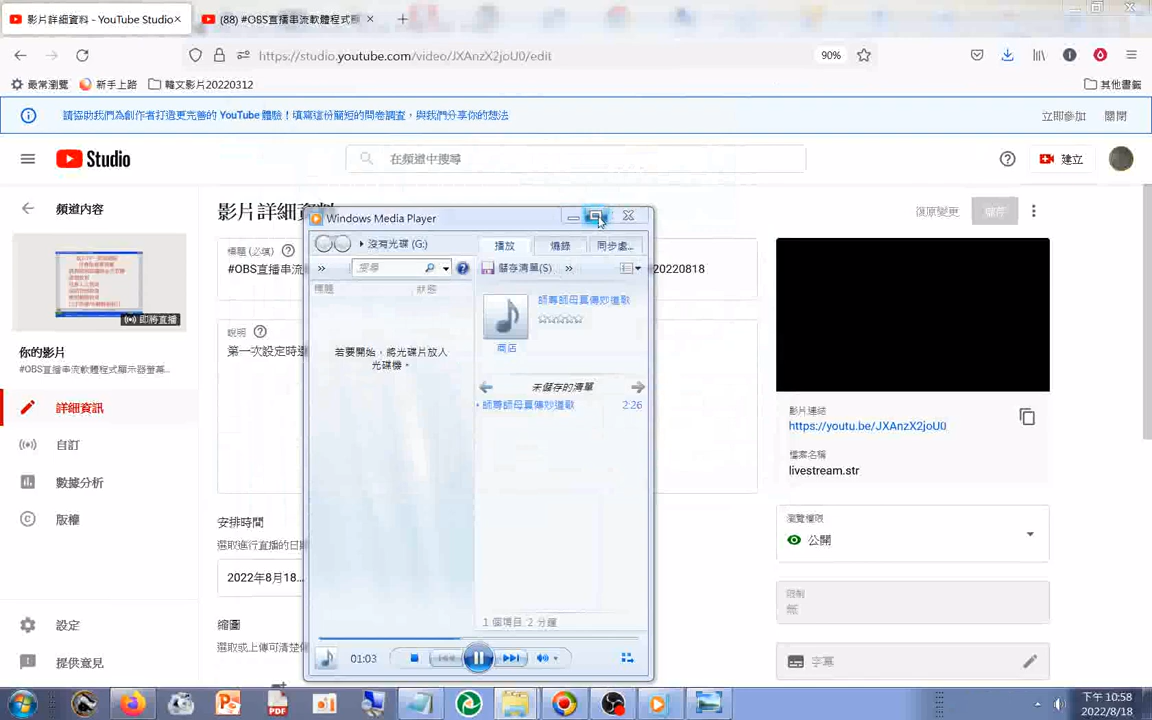 影片詳細資料 - YouTube Studio
(88) #OBS直播串流軟體程式顯
https://studio.youtube.com/video/JXAnzX2joU0/edit
90%
最常瀏覽
新手上路
韓文影片20220312
其他書籤
請協助我們為創作者打造更完善的 YouTube 體驗！填寫這份簡短的問卷調查，與我們分享你的想法
立即參加
關閉
Studio
在頻道中搜尋
建立
頻道內容
影片詳細資料
復原變更
儲存
即將直播
你的影片
#OBS直播串流軟體程式顯示器螢幕...
詳細資訊
自訂
數據分析
版權
設定
提供意見
標題 (必填)
#OBS直播串流
20220818
說明
第一次設定時選
安排時間
選取進行直播的日期
2022年8月18...
縮圖
選取或上傳可清楚傳
Windows Media Player
沒有光碟 (G:)
播放
燒錄
同步處...
»
搜尋
儲存清單(S)
»
標題
狀態
若要開始，將光碟片放入
光碟機。
師尊師母真傳妙道歌
商店
未儲存的清單
師尊師母真傳妙道歌
2:26
1 個項目 2 分鐘
01:03
影片連結
https://youtu.be/JXAnzX2joU0
檔案名稱
livestream.str
瀏覽權限
公開
限制
無
字幕
下午 10:58
2022/8/18